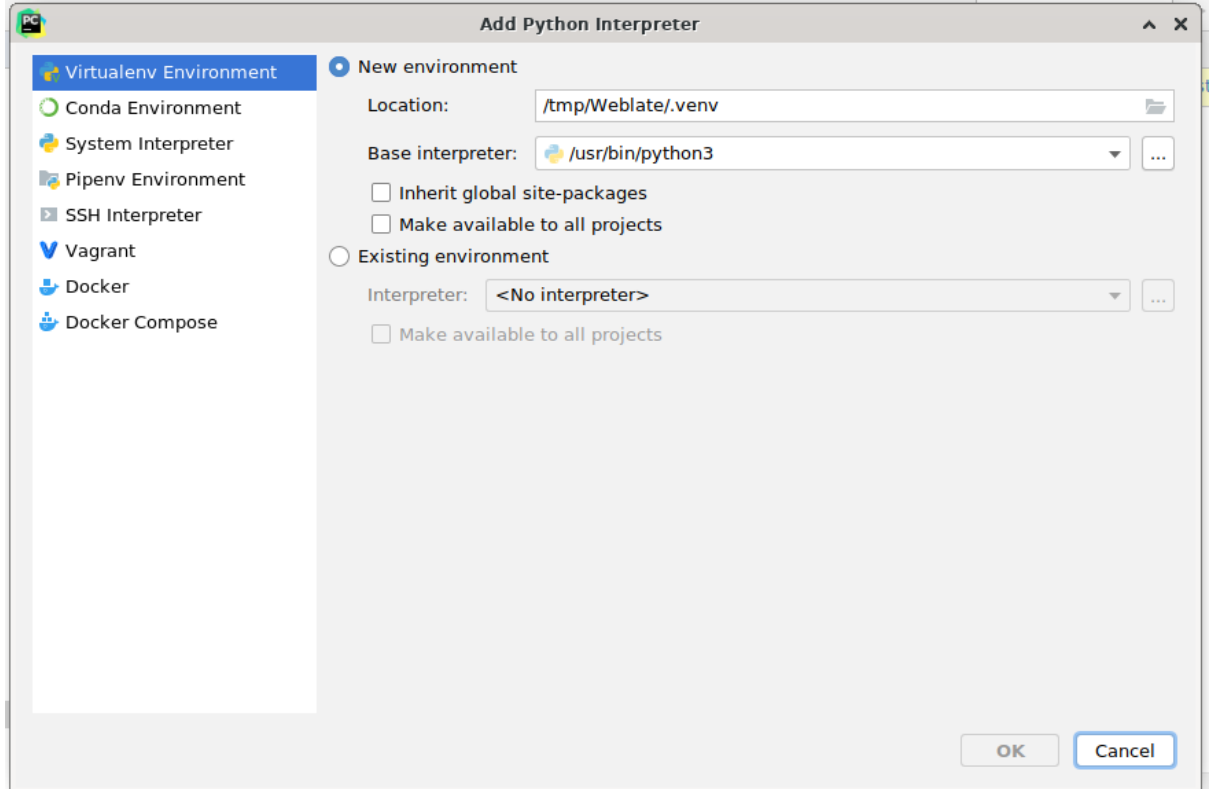 PC
Add Python Interpreter
Virtualenv Environment
Conda Environment
System Interpreter
Pipenv Environment
SSH Interpreter
Vagrant
Docker
Docker Compose
New environment
Location: /tmp/Weblate/.venv
Base interpreter: /usr/bin/python3 ...
Inherit global site-packages
Make available to all projects
Existing environment
Interpreter: <No interpreter> ...
Make available to all projects
OK Cancel